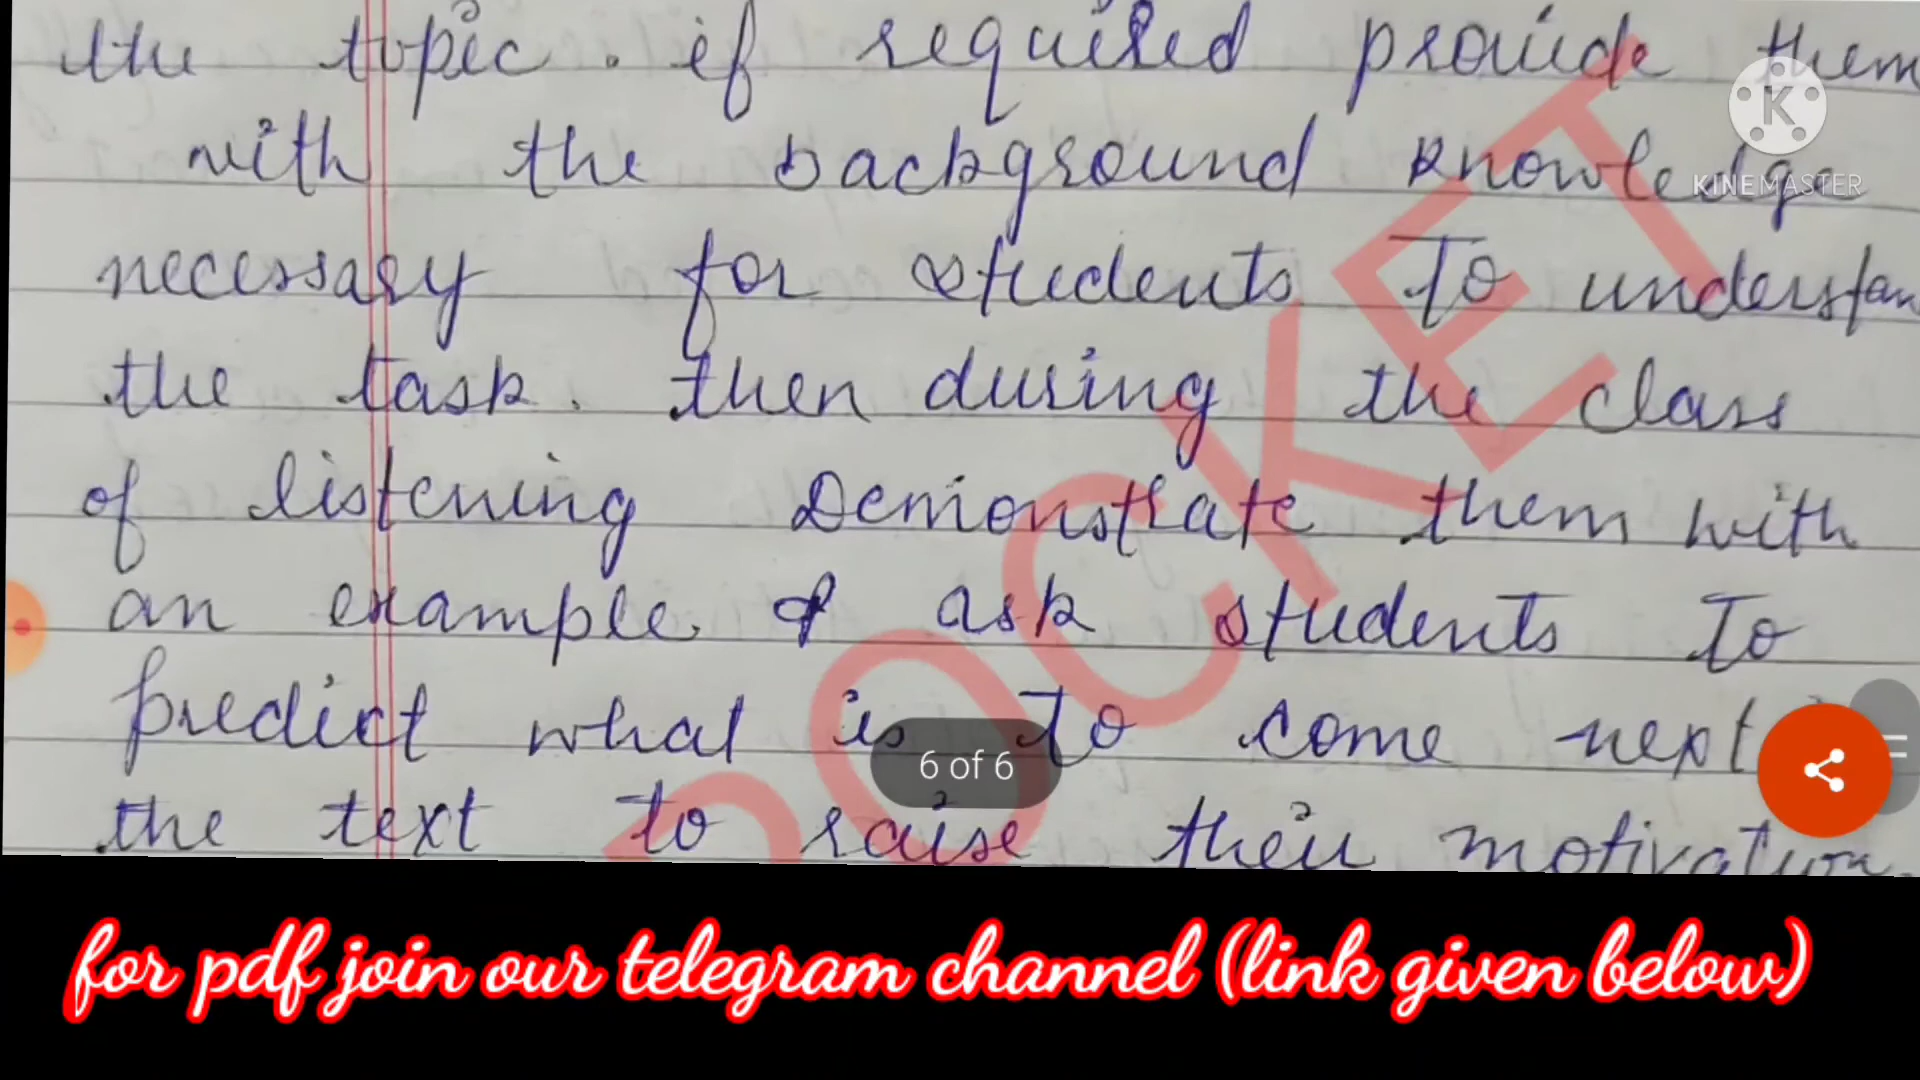 the topic. if required provide them
with the background knowledge
necessary for students To understan
the task. then during the class
of listening Demonstrate them with
an example & ask students To
predict what is To come next
the text to raise their motivation.
KINEMASTER
POCKET
6 of 6
for pdf join our telegram channel (link given below)